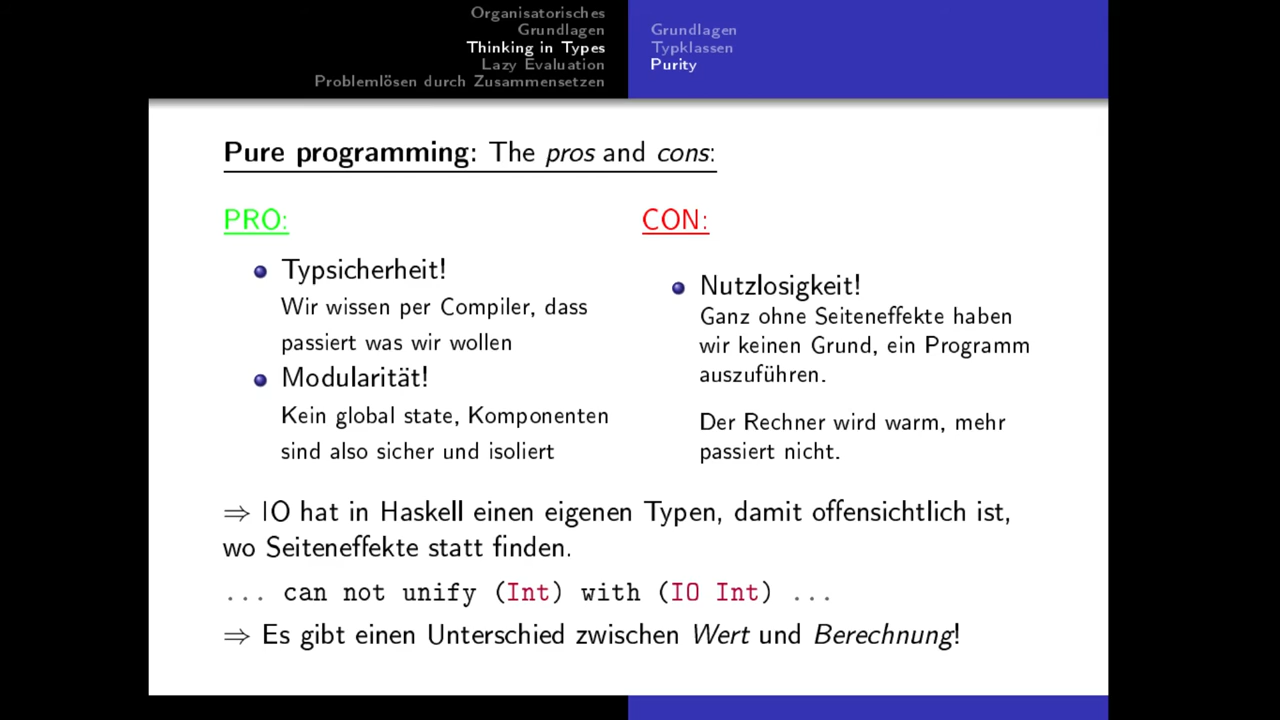 Organisatorisches
Grundlagen
Thinking in Types
Lazy Evaluation
Problemlösen durch Zusammensetzen
Grundlagen
Typklassen
Purity
Pure programming: The pros and cons:
PRO:
Typsicherheit!
Wir wissen per Compiler, dass
passiert was wir wollen
Modularität!
Kein global state, Komponenten
sind also sicher und isoliert
CON:
Nutzlosigkeit!
Ganz ohne Seiteneffekte haben
wir keinen Grund, ein Programm
auszuführen.
Der Rechner wird warm, mehr
passiert nicht.
⇒ IO hat in Haskell einen eigenen Typen, damit offensichtlich ist,
wo Seiteneffekte statt finden.
... can not unify (Int) with (IO Int) ...
⇒ Es gibt einen Unterschied zwischen Wert und Berechnung!